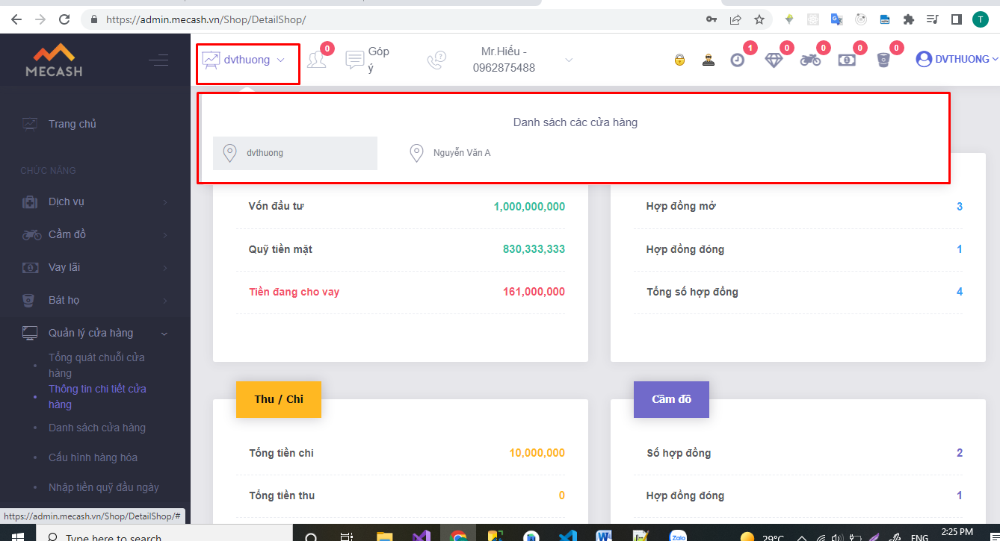 https://admin.mecash.vn/Shop/DetailShop/
T
MECASH
dvthuong
0
Góp
ý
Mr.Hiếu -
0962875488
1
0
0
0
0
DVTHUONG
Trang chủ
CHỨC NĂNG
Dịch vụ
Cầm đồ
Vay lãi
Bát họ
Quản lý cửa hàng
Tổng quát chuỗi cửa
hàng
Thông tin chi tiết cửa
hàng
Danh sách cửa hàng
Cấu hình hàng hóa
Nhập tiền quỹ đầu ngày
Danh sách các cửa hàng
dvthuong
Nguyễn Văn A
Vốn đầu tư 1,000,000,000
Quỹ tiền mặt 830,333,333
Tiền đang cho vay 161,000,000
Hợp đồng mở 3
Hợp đồng đóng 1
Tổng số hợp đồng 4
Thu / Chi
Tổng tiền chi 10,000,000
Tổng tiền thu 0
Cầm đồ
Số hợp đồng 2
Hợp đồng đóng 1
https://admin.mecash.vn/Shop/DetailShop/#
Type here to search
Zalo
29°C
ENG
2:25 PM